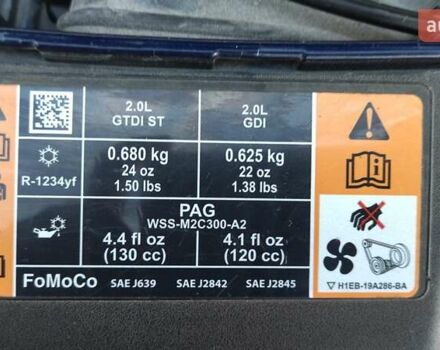 au
2.0L
GTDI ST
2.0L
GDI
R-1234yf
0.680 kg
24 oz
1.50 lbs
0.625 kg
22 oz
1.38 lbs
PAG
WSS-M2C300-A2
4.4 fl oz
(130 cc)
4.1 fl oz
(120 cc)
FoMoCo SAE J639 SAE J2842 SAE J2845
H1EB-19A286-BA